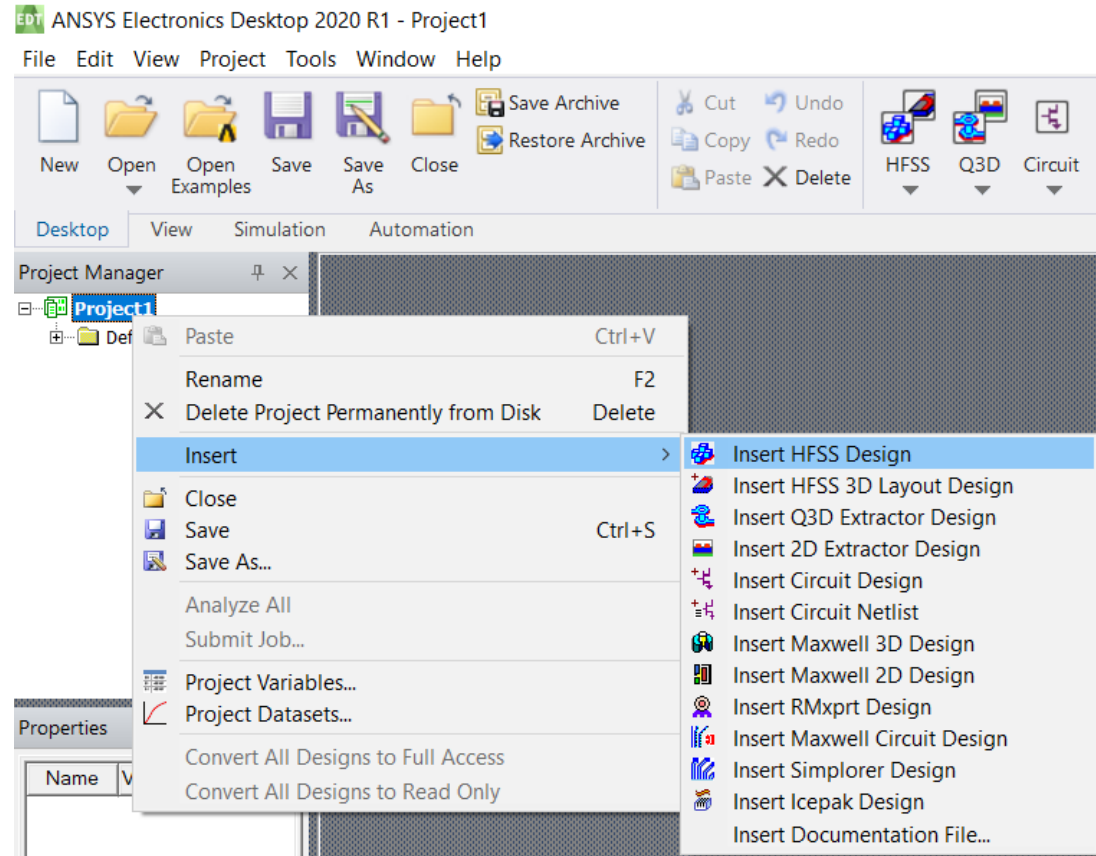 EDT ANSYS Electronics Desktop 2020 R1 - Project1
File Edit View Project Tools Window Help
New
Open
Open Examples
Save
Save As
Close
Save Archive
Restore Archive
Cut
Copy
Paste
Undo
Redo
Delete
HFSS
Q3D
Circuit
Desktop View Simulation Automation
Project Manager
Project1
Def
Paste Ctrl+V
Rename F2
Delete Project Permanently from Disk Delete
Insert
Close
Save Ctrl+S
Save As...
Analyze All
Submit Job...
Project Variables...
Project Datasets...
Convert All Designs to Full Access
Convert All Designs to Read Only
Insert HFSS Design
Insert HFSS 3D Layout Design
Insert Q3D Extractor Design
Insert 2D Extractor Design
Insert Circuit Design
Insert Circuit Netlist
Insert Maxwell 3D Design
Insert Maxwell 2D Design
Insert RMxprt Design
Insert Maxwell Circuit Design
Insert Simplorer Design
Insert Icepak Design
Insert Documentation File...
Properties
Name V